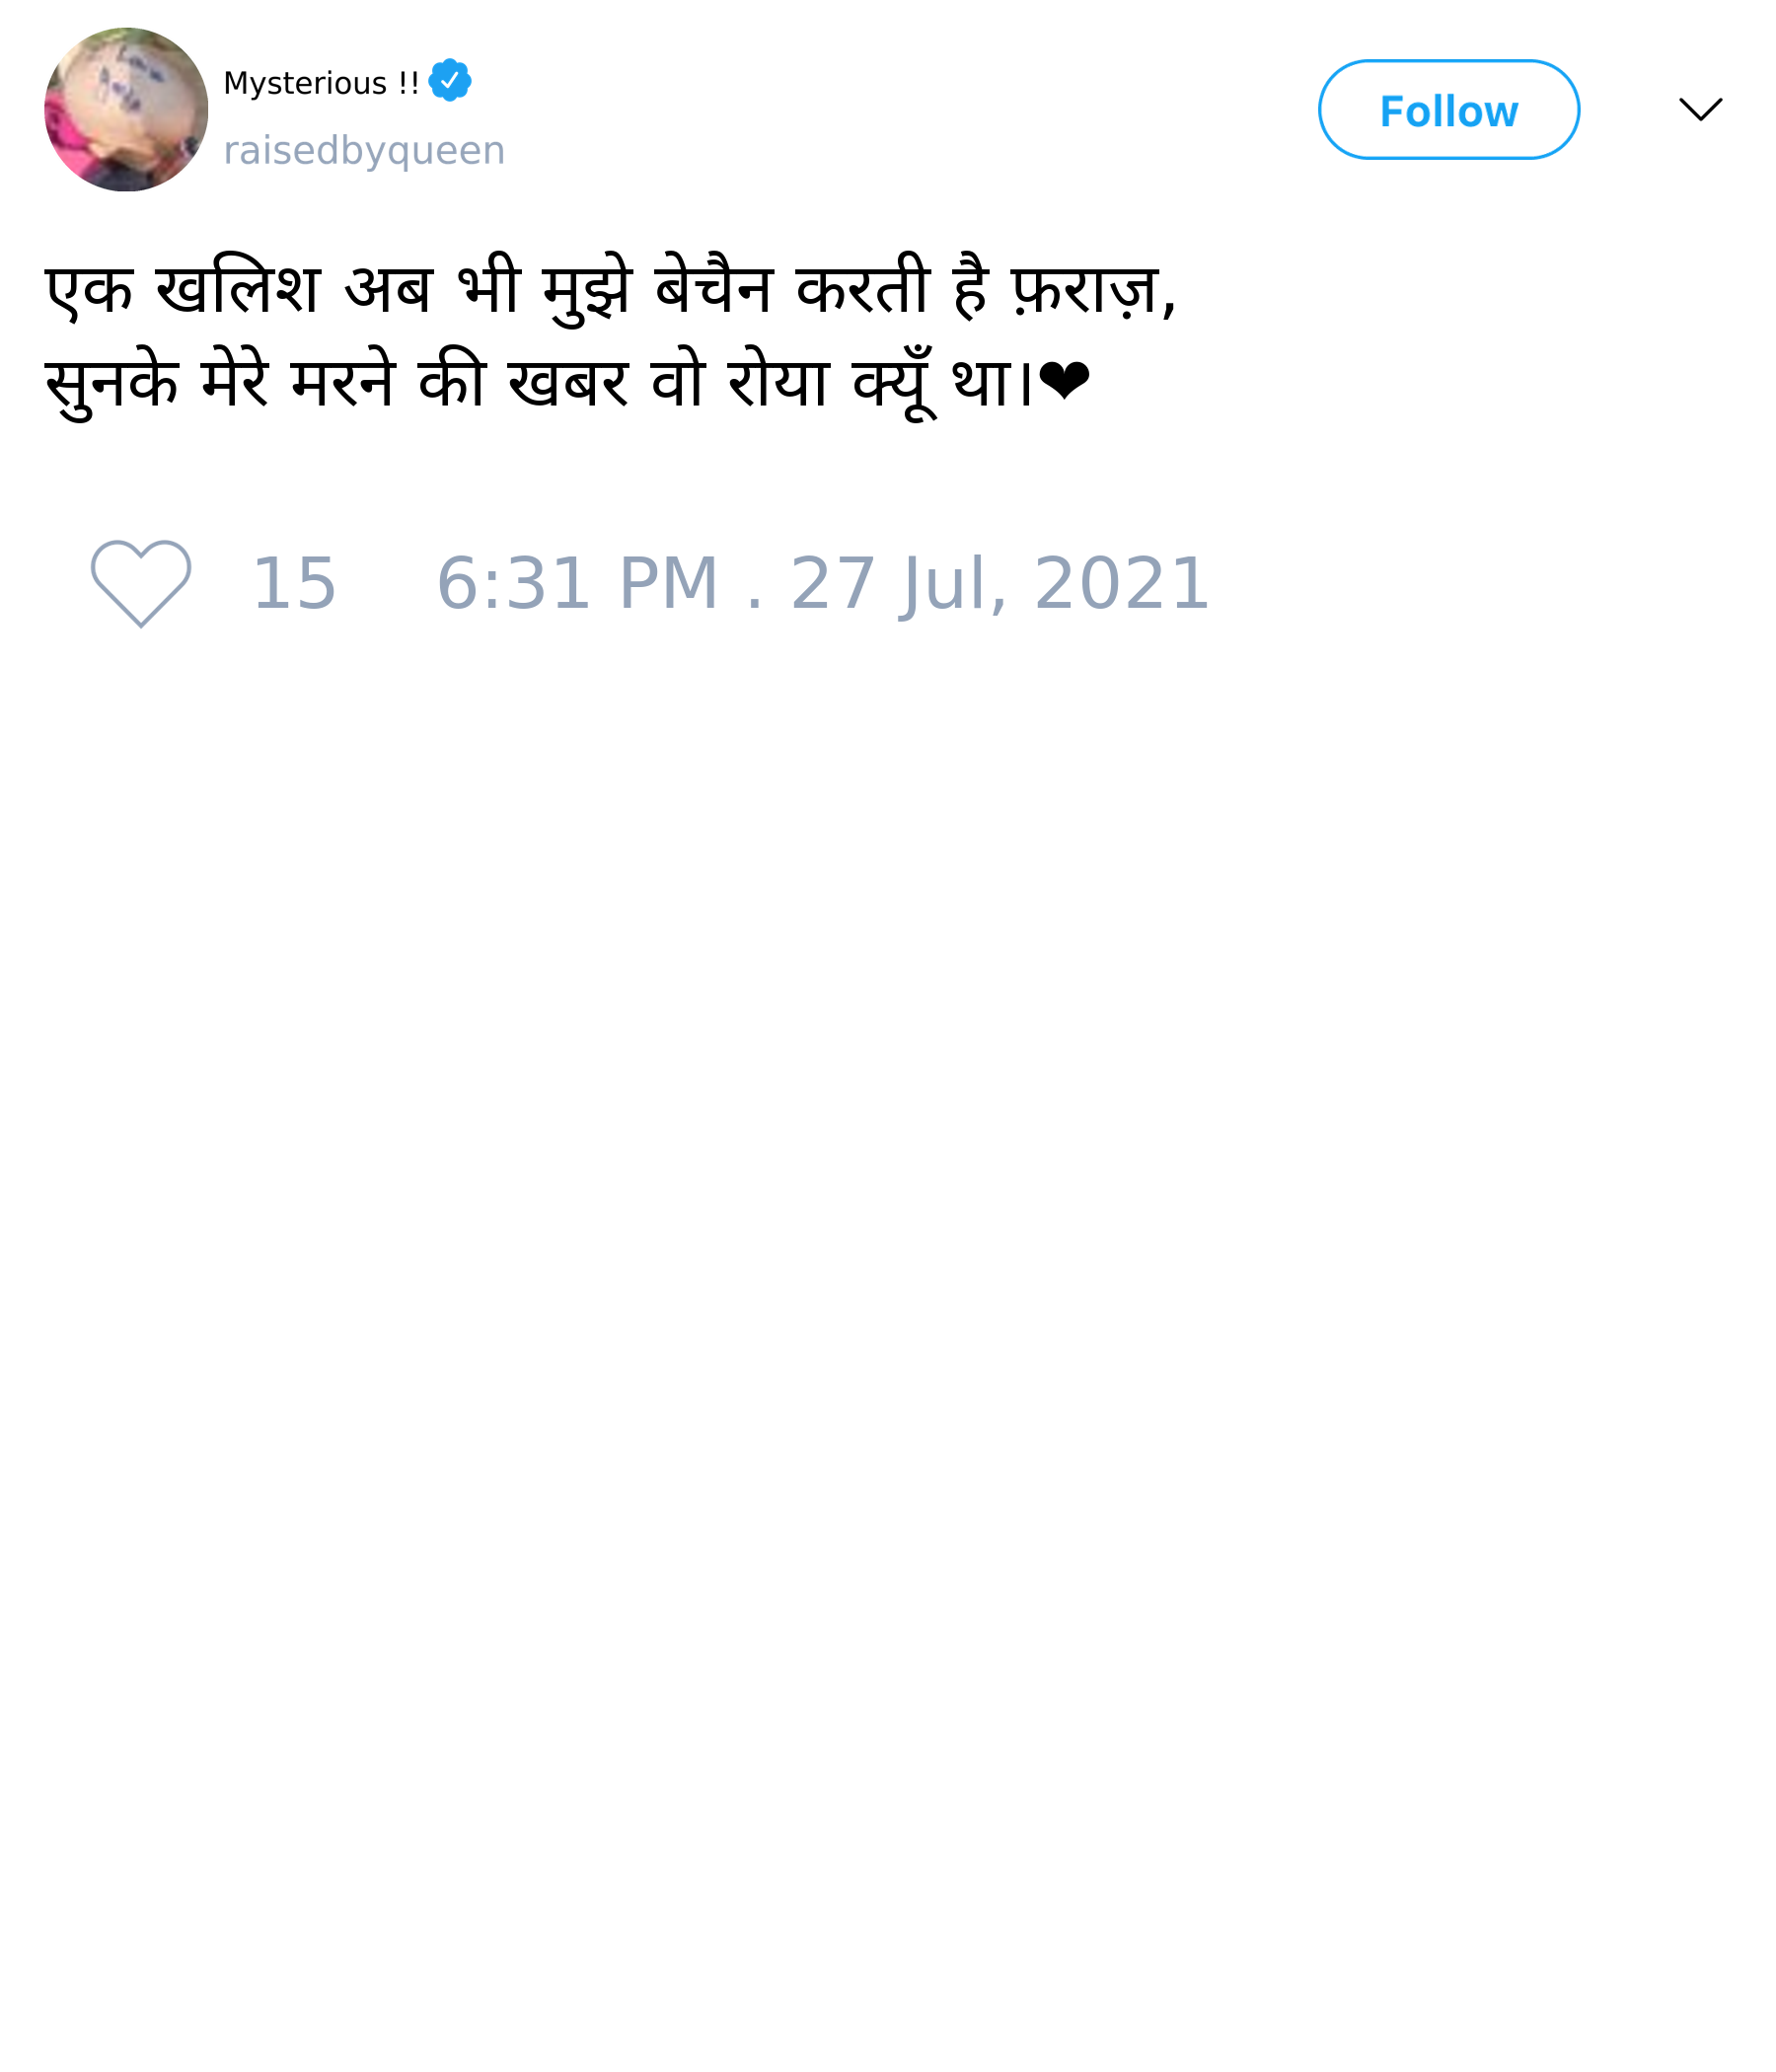 Mysterious !!
raisedbyqueen
Follow
एक खलिश अब भी मुझे बेचैन करती है फ़राज़,
सुनके मेरे मरने की खबर वो रोया क्यूँ था।❤
15 6:31 PM . 27 Jul, 2021